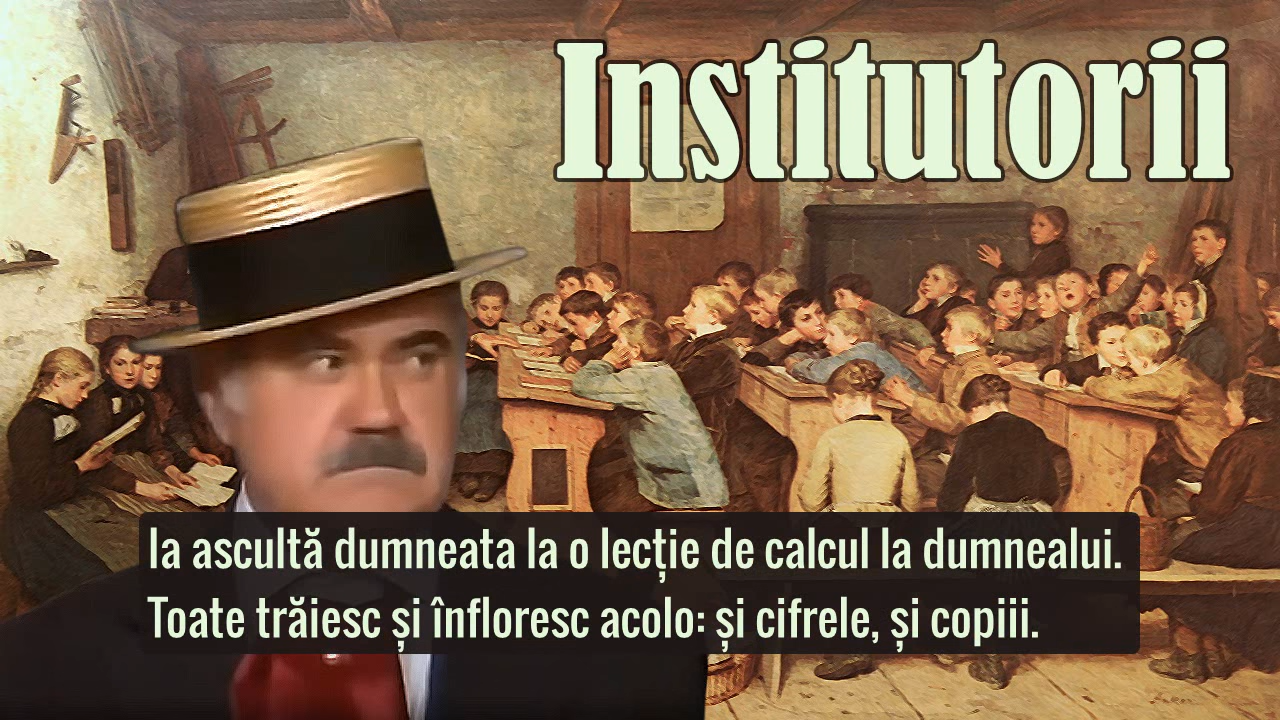 Institutorii
Ia ascultă dumneata la o lecție de calcul la dumnealui.
Toate trăiesc și înfloresc acolo: și cifrele, și copiii.